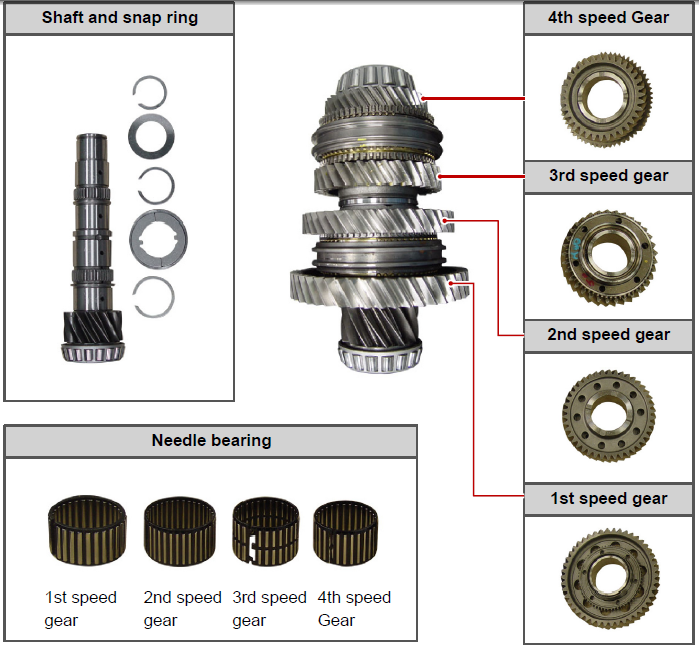 Shaft and snap ring
4th speed Gear
3rd speed gear
2nd speed gear
1st speed gear
Needle bearing
1st speed
gear
2nd speed
gear
3rd speed
gear
4th speed
Gear